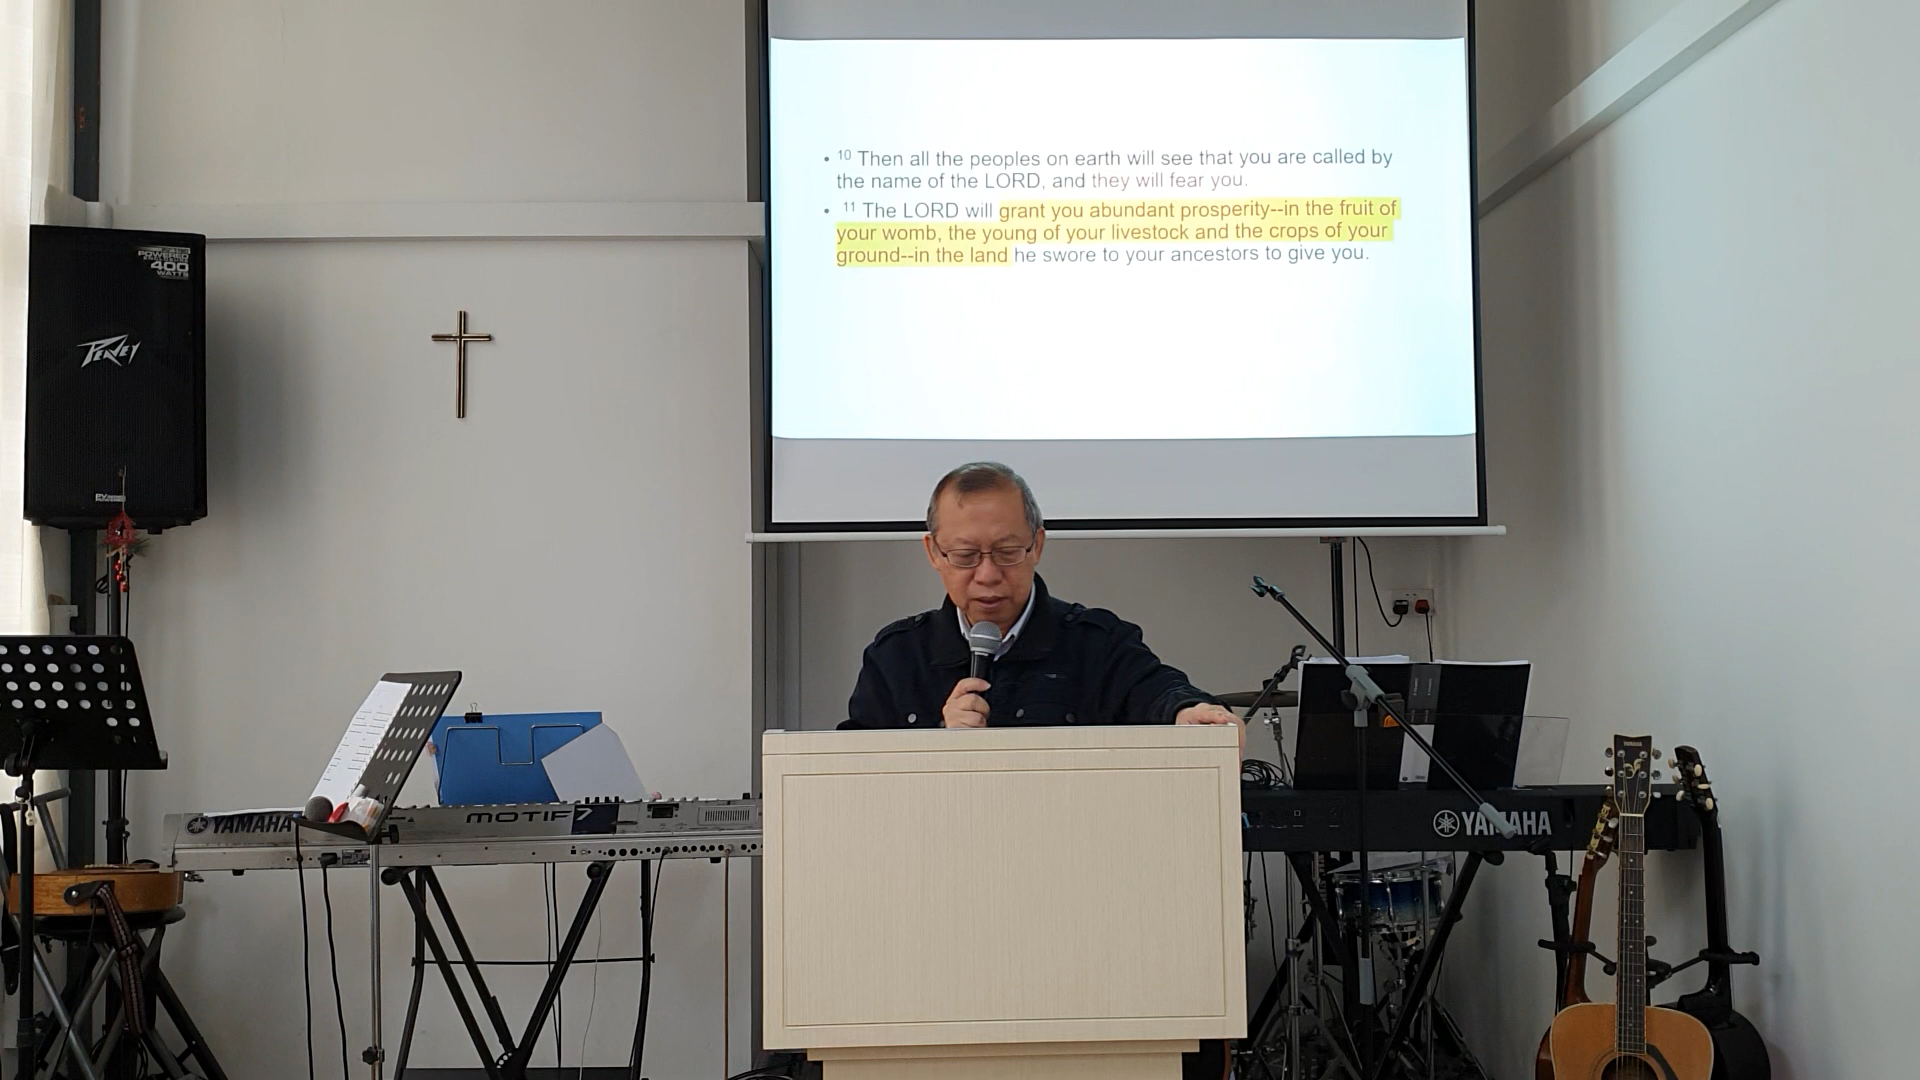 • 10 Then all the peoples on earth will see that you are called by
the name of the LORD, and they will fear you.
• 11 The LORD will grant you abundant prosperity--in the fruit of
your womb, the young of your livestock and the crops of your
ground--in the land he swore to your ancestors to give you.
POWERED
400
WATTS
PEAVEY
YAMAHA
MOTIF 7
YAMAHA